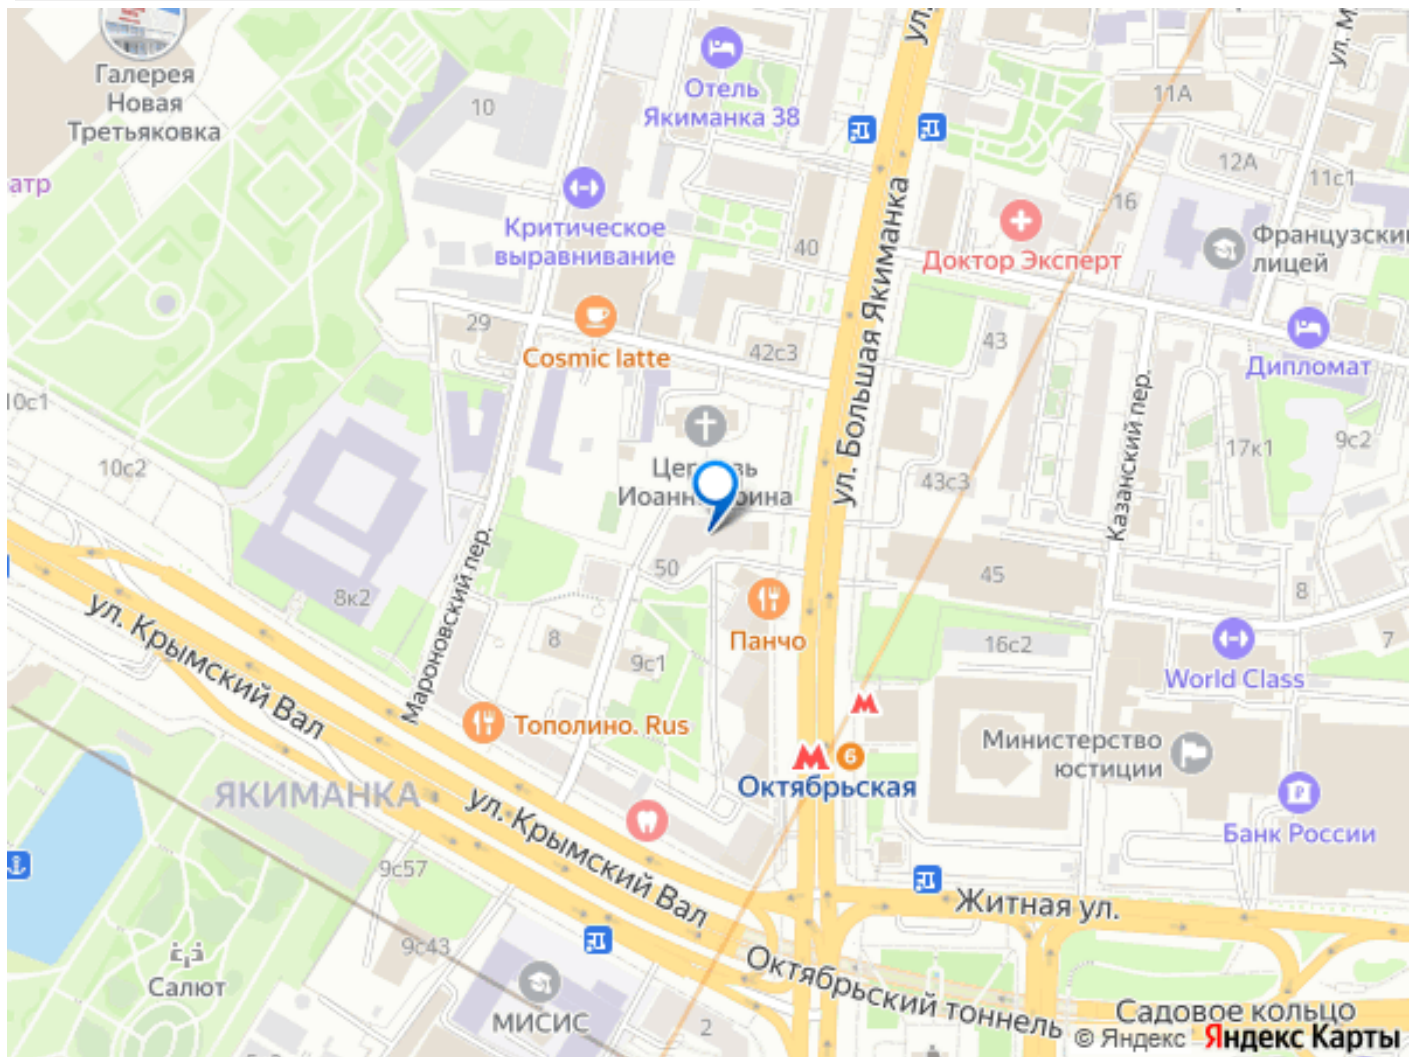 Галерея
Новая
Третьяковка
атр
10
Отель
Якиманка 38
ул.
ул. М
11А
12А
11с1
16
Критическое
выравнивание
40
Доктор Эксперт
Французский
лицей
29
Cosmic latte
42с3
ул. Большая Якиманка
43
Дипломат
10с1
10с2
Казанский пер.
17к1
9с2
43с3
Церковь
Иоанн
оина
50
45
8
8к2
Мароновский пер.
ул. Крымский Вал
8
9с1
Панчо
16с2
7
World Class
Тополино. Rus
Министерство
юстиции
6
Октябрьская
ЯКИМАНКА
ул. Крымский Вал
Банк России
9с57
Житная ул.
9с43
Салют
МИСИС
2
Октябрьский тоннель
Садовое кольцо
© Яндекс Яндекс Карты